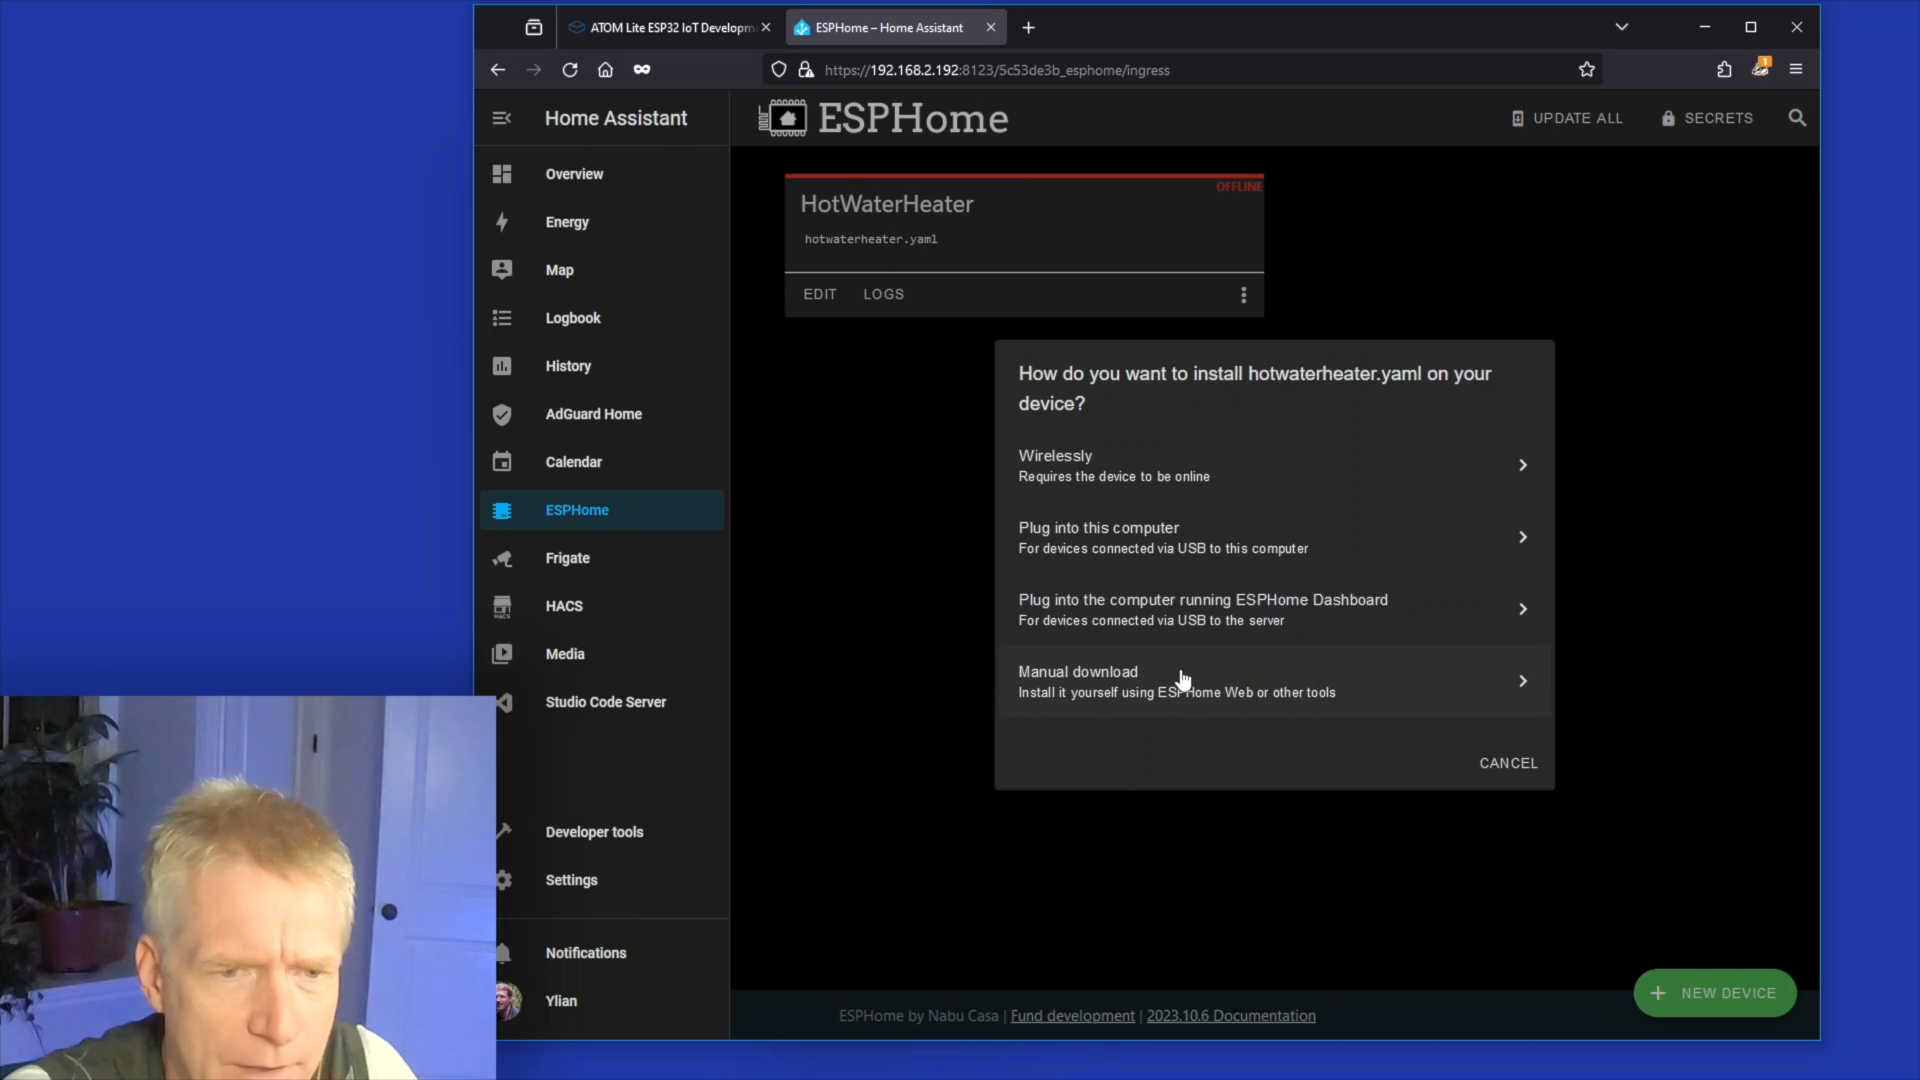 ATOM Lite ESP32 IoT Developm
ESPHome – Home Assistant
https://192.168.2.192:8123/5c53de3b_esphome/ingress
1
Home Assistant
ESPHome
UPDATE ALL
SECRETS
Overview
Energy
Map
Logbook
History
AdGuard Home
Calendar
ESPHome
Frigate
HACS
HACS
Media
Studio Code Server
Developer tools
Settings
Notifications
Ylian
OFFLINE
HotWaterHeater
hotwaterheater.yaml
EDIT
LOGS
How do you want to install hotwaterheater.yaml on your
device?
Wirelessly
Requires the device to be online
Plug into this computer
For devices connected via USB to this computer
Plug into the computer running ESPHome Dashboard
For devices connected via USB to the server
Manual download
Install it yourself using ESPHome Web or other tools
CANCEL
NEW DEVICE
ESPHome by Nabu Casa | Fund development | 2023.10.6 Documentation